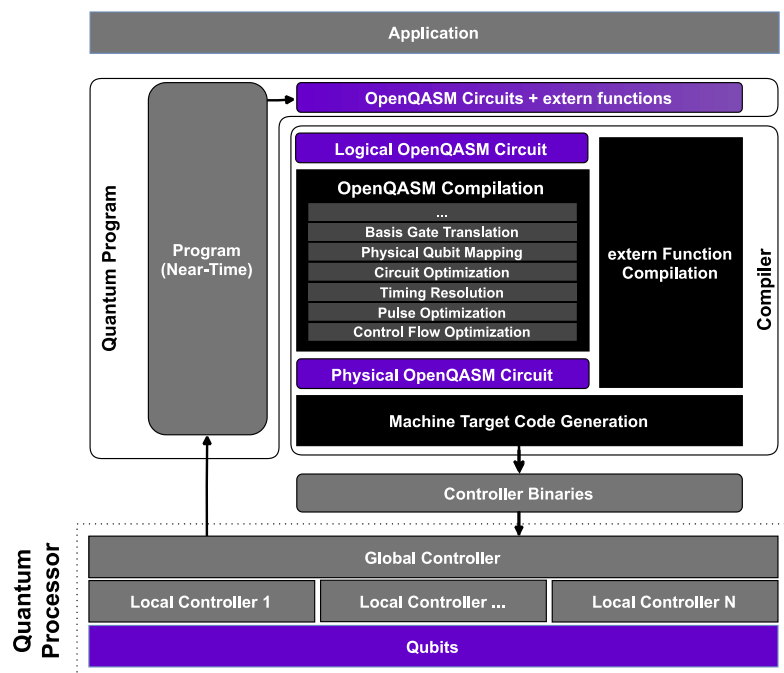 Application
Quantum Program
Program
(Near-Time)
OpenQASM Circuits + extern functions
Logical OpenQASM Circuit
OpenQASM Compilation
...
Basis Gate Translation
Physical Qubit Mapping
Circuit Optimization
Timing Resolution
Pulse Optimization
Control Flow Optimization
extern Function
Compilation
Compiler
Physical OpenQASM Circuit
Machine Target Code Generation
Controller Binaries
Quantum
Processor
Global Controller
Local Controller 1
Local Controller ...
Local Controller N
Qubits